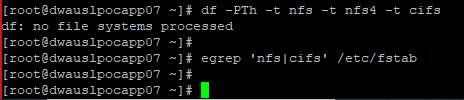 [root@dwauslpocapp07 ~]# df -PTh -t nfs -t nfs4 -t cifs
df: no file systems processed
[root@dwauslpocapp07 ~]#
[root@dwauslpocapp07 ~]# egrep 'nfs|cifs' /etc/fstab
[root@dwauslpocapp07 ~]#
[root@dwauslpocapp07 ~]#